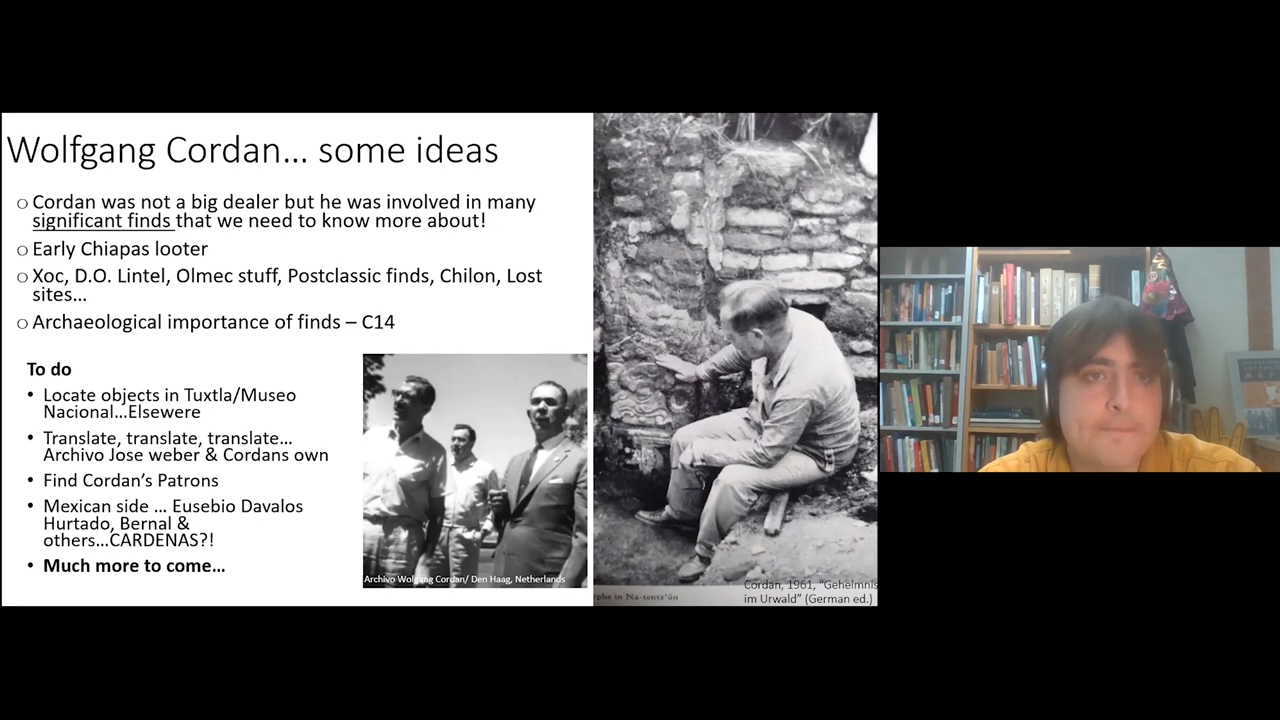 Wolfgang Cordan... some ideas
Cordan was not a big dealer but he was involved in many
significant finds that we need to know more about!
Early Chiapas looter
Xoc, D.O. Lintel, Olmec stuff, Postclassic finds, Chilon, Lost
sites…
Archaeological importance of finds – C14
To do
Locate objects in Tuxtla/Museo
Nacional…Elsewere
Translate, translate, translate…
Archivo Jose weber & Cordans own
Find Cordan's Patrons
Mexican side … Eusebio Davalos
Hurtado, Bernal &
others…CARDENAS?!
Much more to come…
Archivo Wolfgang Cordan/ Den Haag, Netherlands
Cordan, 1961, "Geheimnis
im Urwald" (German ed.)
in Na-tentz'ún